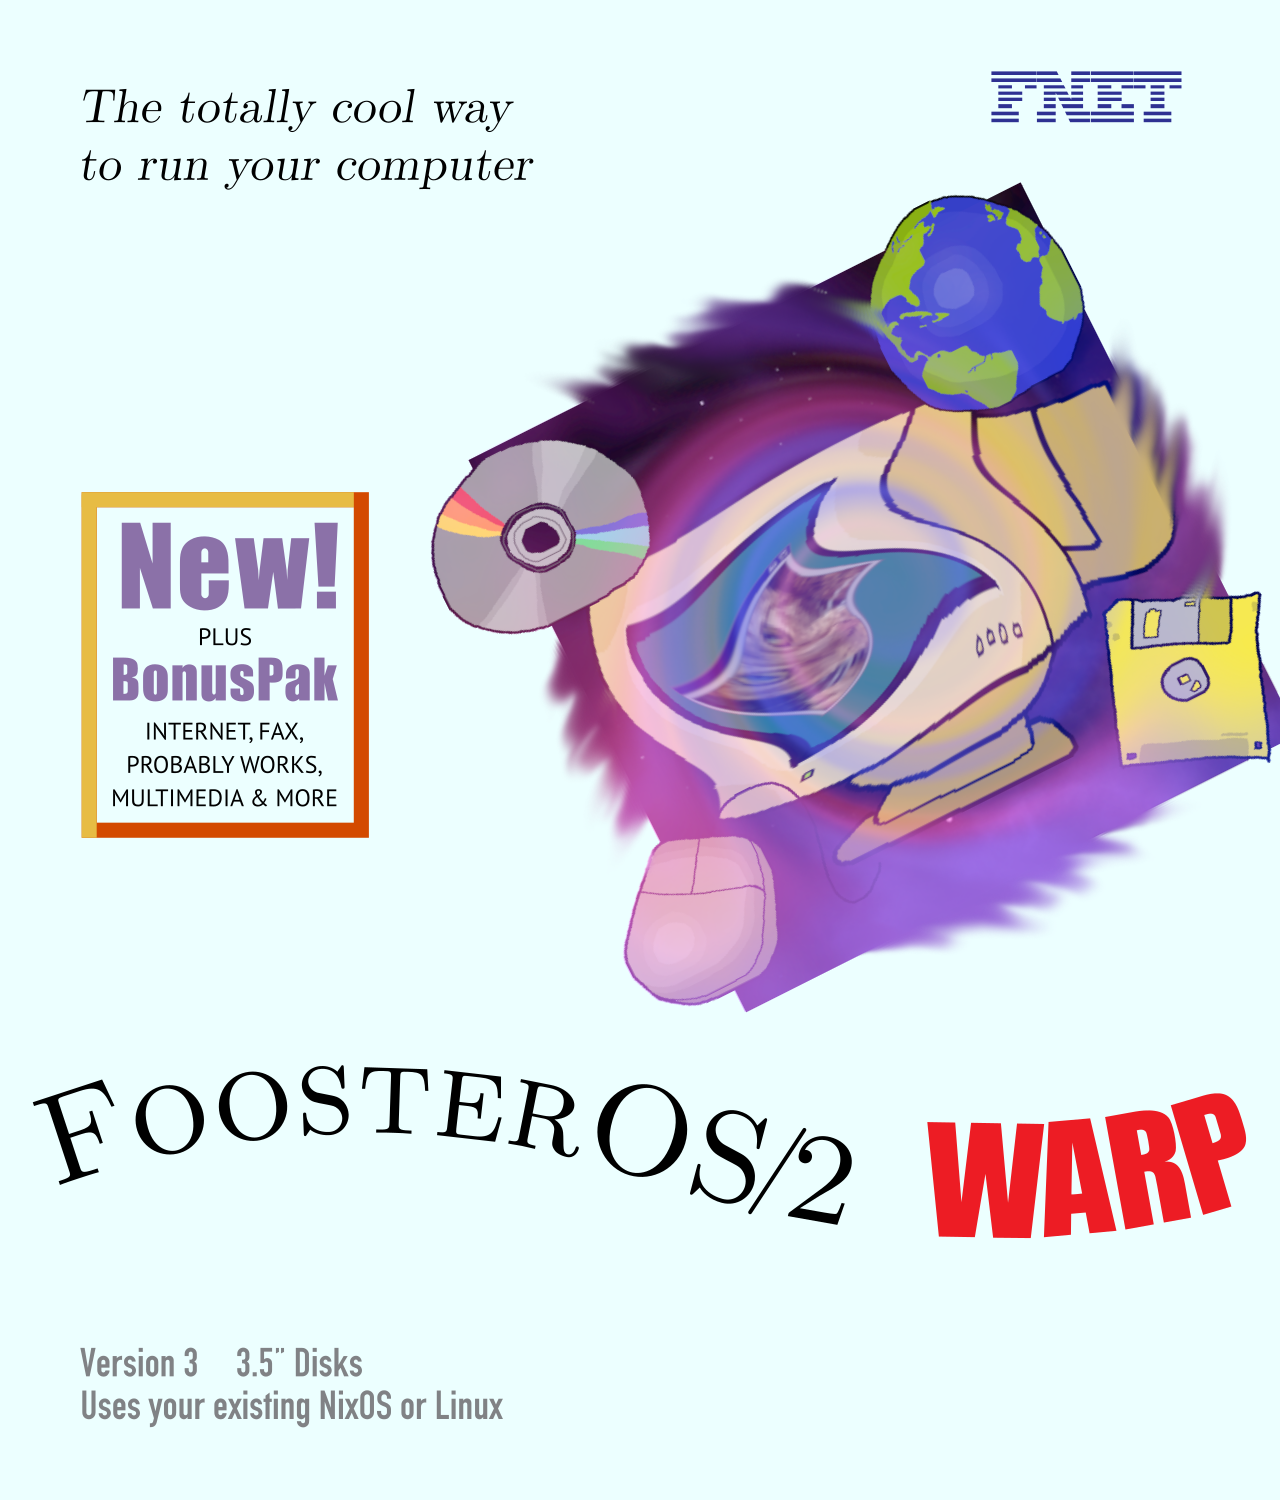 The totally cool way
to run your computer
FNET
New!
PLUS
BonusPak
INTERNET, FAX,
PROBABLY WORKS,
MULTIMEDIA & MORE
FOOSTEROS/2
WARP
Version 3 3.5” Disks
Uses your existing NixOS or Linux